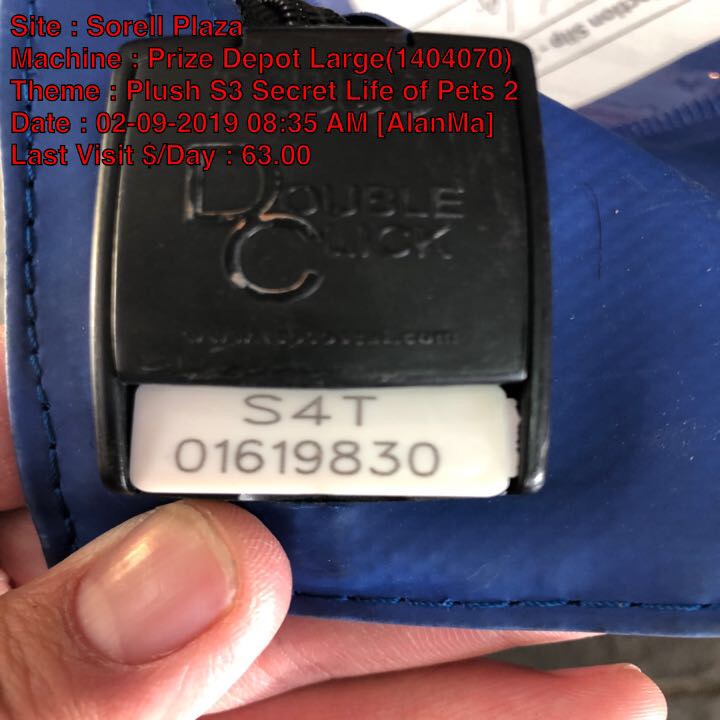 Site : Sorell Plaza
Machine : Prize Depot Large(1404070)
Theme : Plush S3 Secret Life of Pets 2
Date : 02-09-2019 08:35 AM [AlanMa]
Last Visit $/Day : 63.00
DOUBLE
CLICK
S4T
01619830